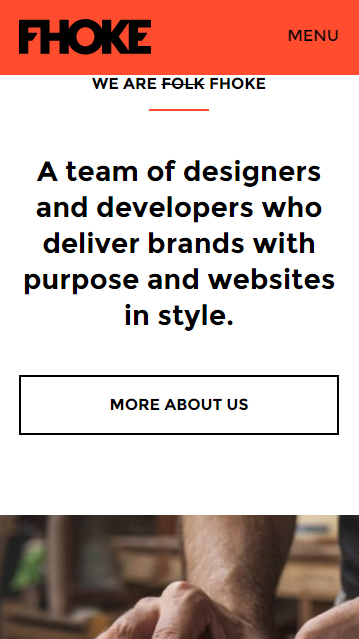 FHOKE
MENU
WE ARE FOLK FHOKE
A team of designers
and developers who
deliver brands with
purpose and websites
in style.
MORE ABOUT US